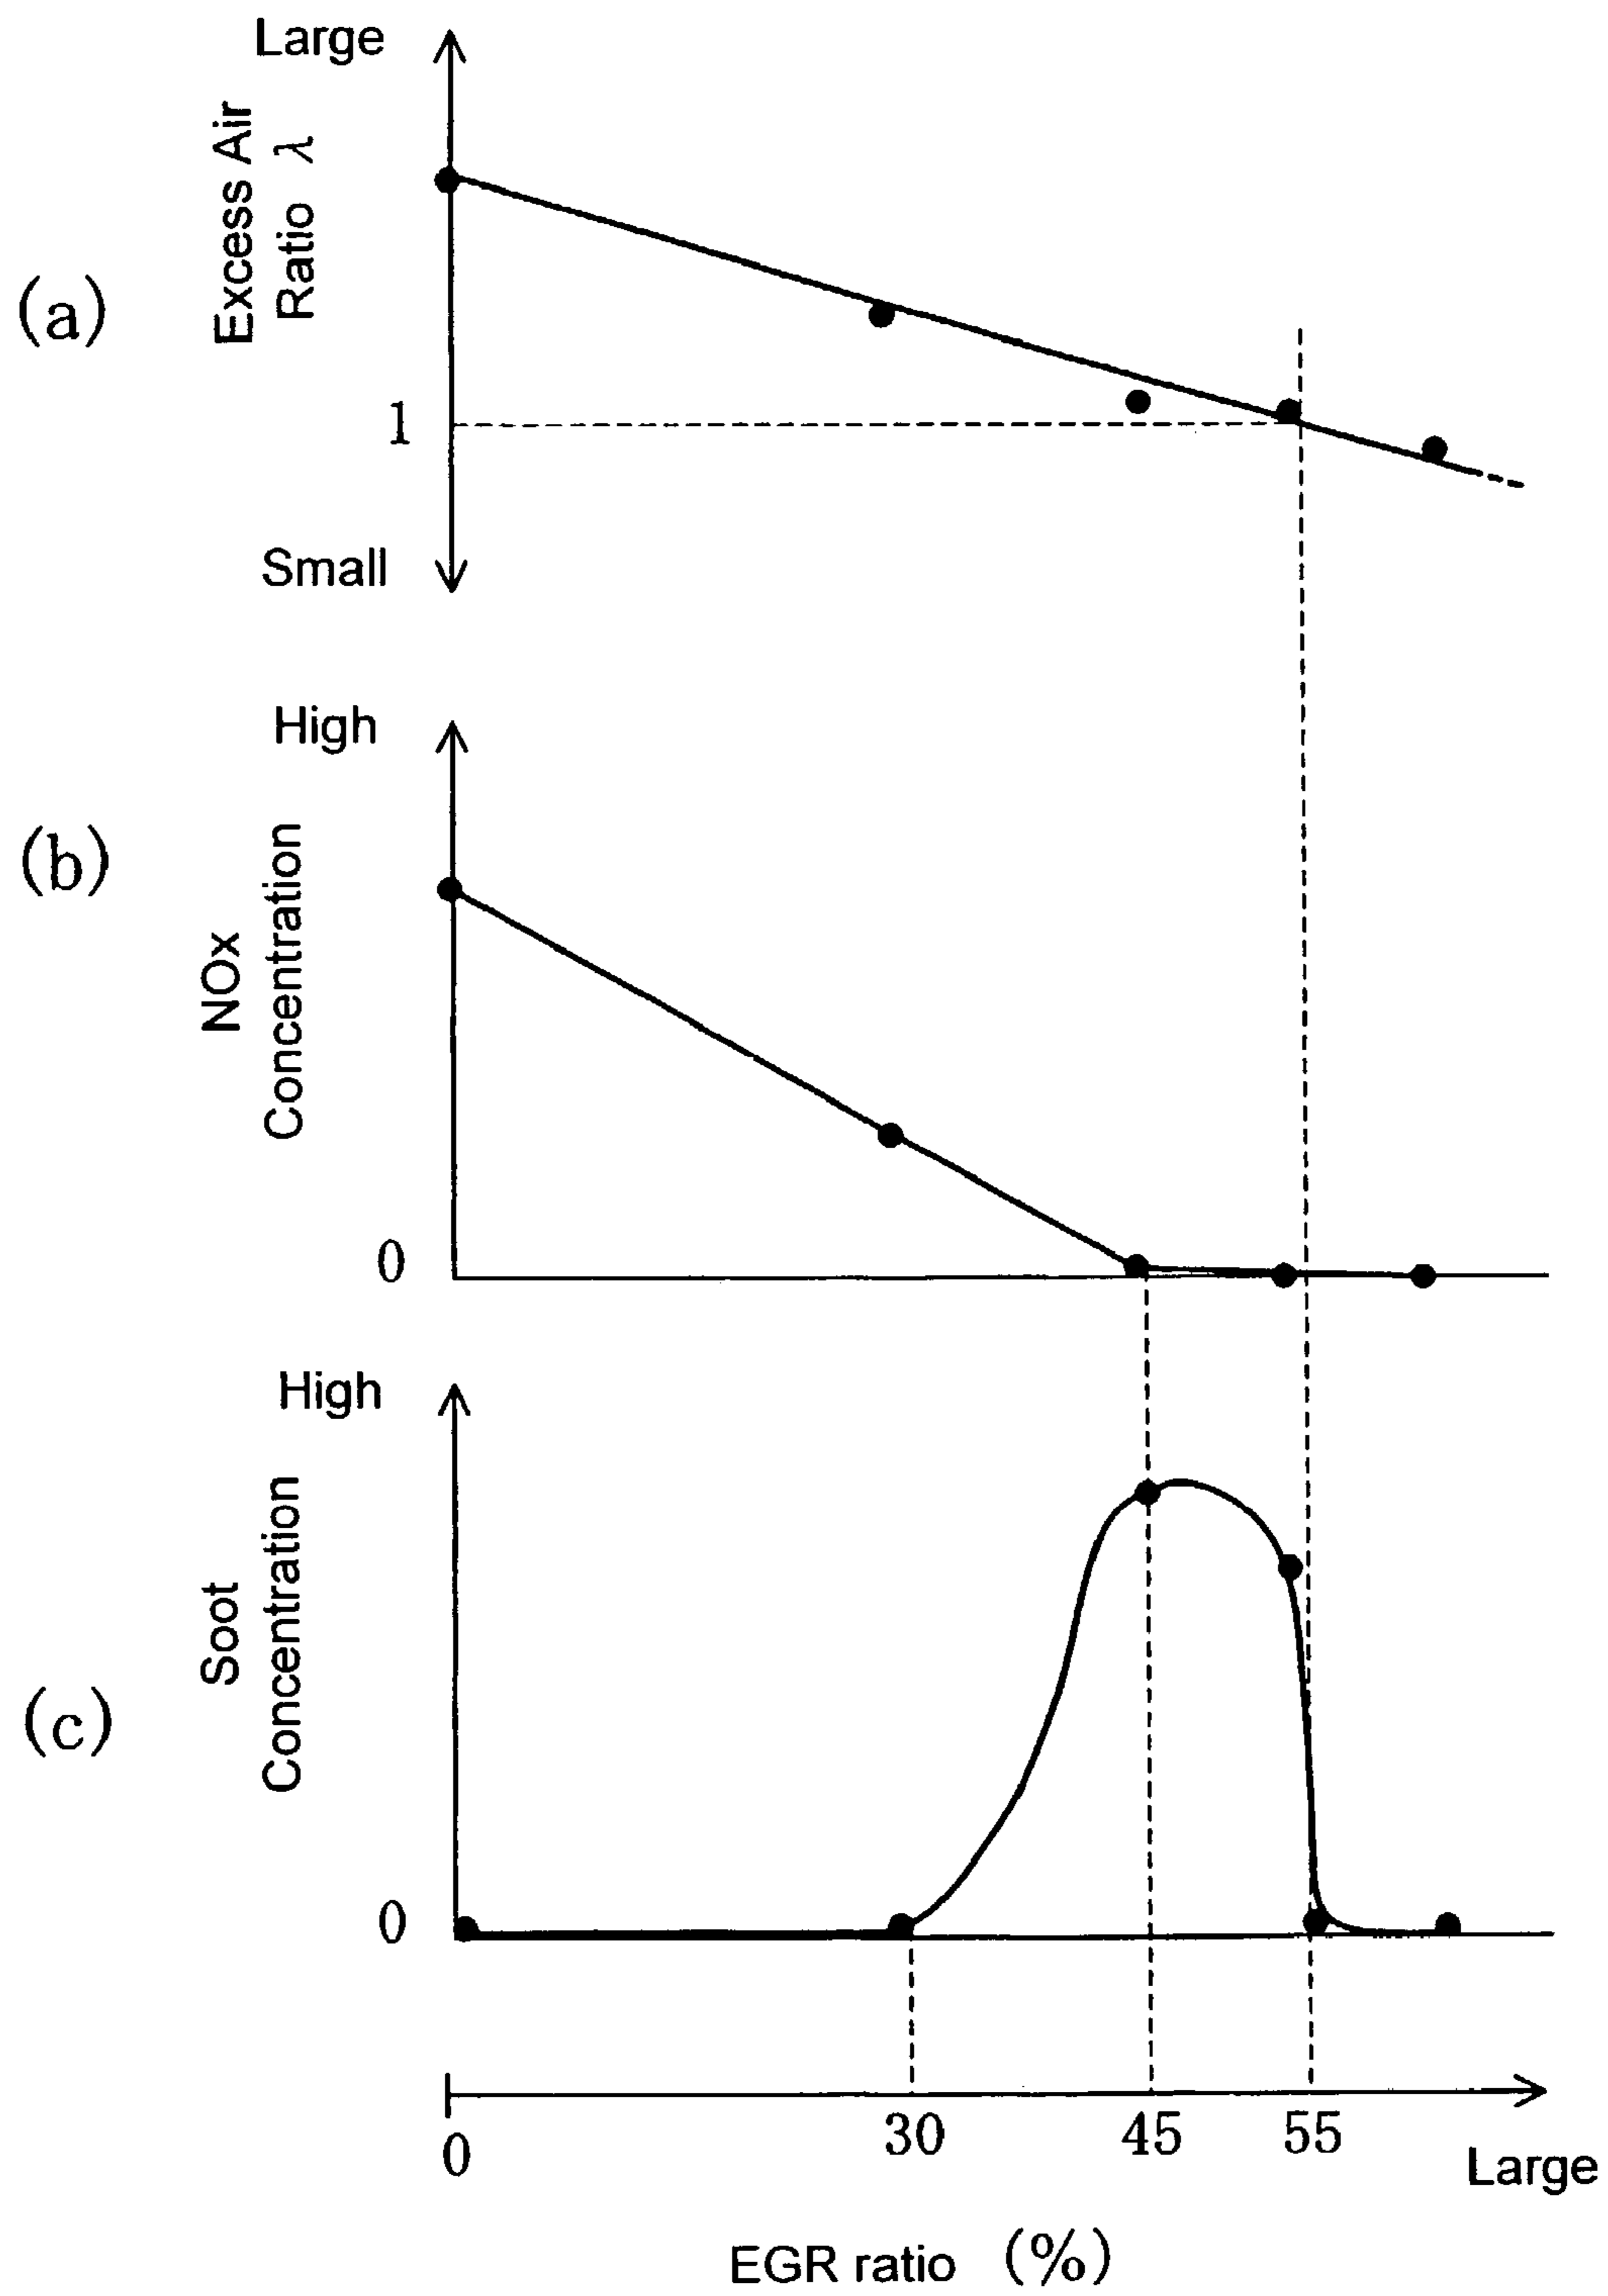 Large
(a)
Excess Air
Ratio λ
1
Small
High
(b)
NOx
Concentration
0
High
(c)
Soot
Concentration
0
0 30 45 55
Large
EGR ratio (%)